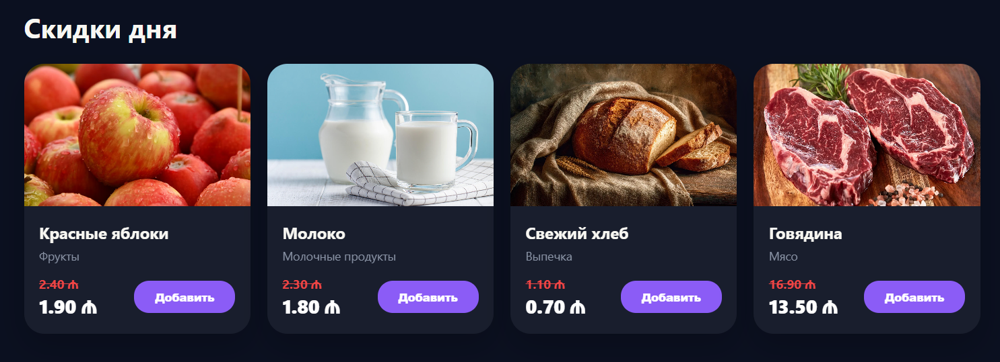 Скидки дня
Красные яблоки
Фрукты
2.40 ₼
1.90 ₼
Добавить
Молоко
Молочные продукты
2.30 ₼
1.80 ₼
Добавить
Свежий хлеб
Выпечка
1.10 ₼
0.70 ₼
Добавить
Говядина
Мясо
16.90 ₼
13.50 ₼
Добавить